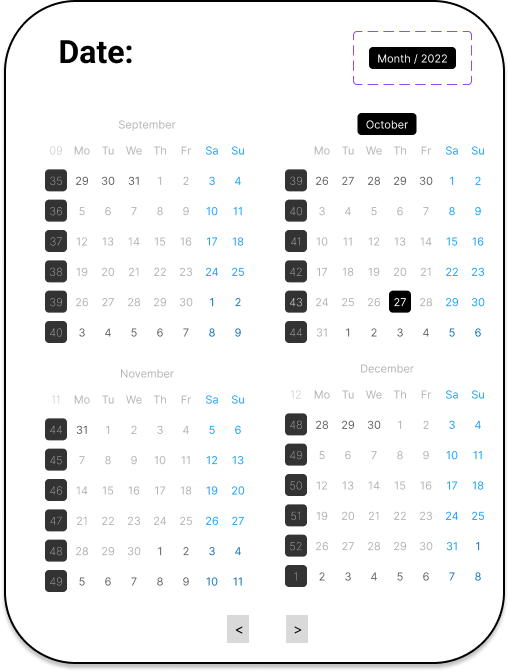 Date:
Month / 2022
September
09 Mo Tu We Th Fr Sa Su
35 29 30 31 1 2 3 4
36 5 6 7 8 9 10 11
37 12 13 14 15 16 17 18
38 19 20 21 22 23 24 25
39 26 27 28 29 30 1 2
40 3 4 5 6 7 8 9
October
Mo Tu We Th Fr Sa Su
39 26 27 28 29 30 1 2
40 3 4 5 6 7 8 9
41 10 11 12 13 14 15 16
42 17 18 19 20 21 22 23
43 24 25 26 27 28 29 30
44 31 1 2 3 4 5 6
November
11 Mo Tu We Th Fr Sa Su
44 31 1 2 3 4 5 6
45 7 8 9 10 11 12 13
46 14 15 16 17 18 19 20
47 21 22 23 24 25 26 27
48 28 29 30 1 2 3 4
49 5 6 7 8 9 10 11
December
12 Mo Tu We Th Fr Sa Su
48 28 29 30 1 2 3 4
49 5 6 7 8 9 10 11
50 12 13 14 15 16 17 18
51 19 20 21 22 23 24 25
52 26 27 28 29 30 31 1
1 2 3 4 5 6 7 8
< >